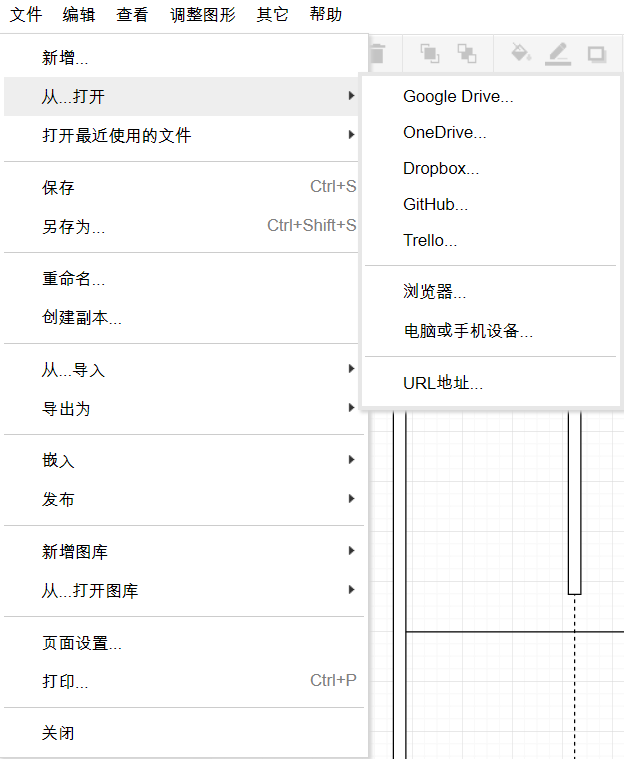 文件 编辑 查看 调整图形 其它 帮助
新增...
从...打开
打开最近使用的文件
保存 Ctrl+S
另存为... Ctrl+Shift+S
重命名...
创建副本...
从...导入
导出为
嵌入
发布
新增图库
从...打开图库
页面设置...
打印... Ctrl+P
关闭
Google Drive...
OneDrive...
Dropbox...
GitHub...
Trello...
浏览器...
电脑或手机设备...
URL地址...